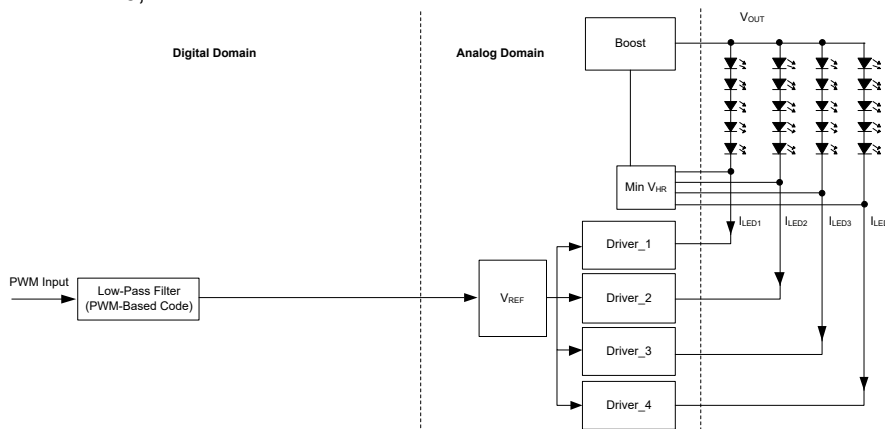 Digital Domain
Analog Domain
Boost
VOUT
Min VHR
ILED1
ILED2
ILED3
ILED
Driver_1
PWM Input
Low-Pass Filter
(PWM-Based Code)
VREF
Driver_2
Driver_3
Driver_4